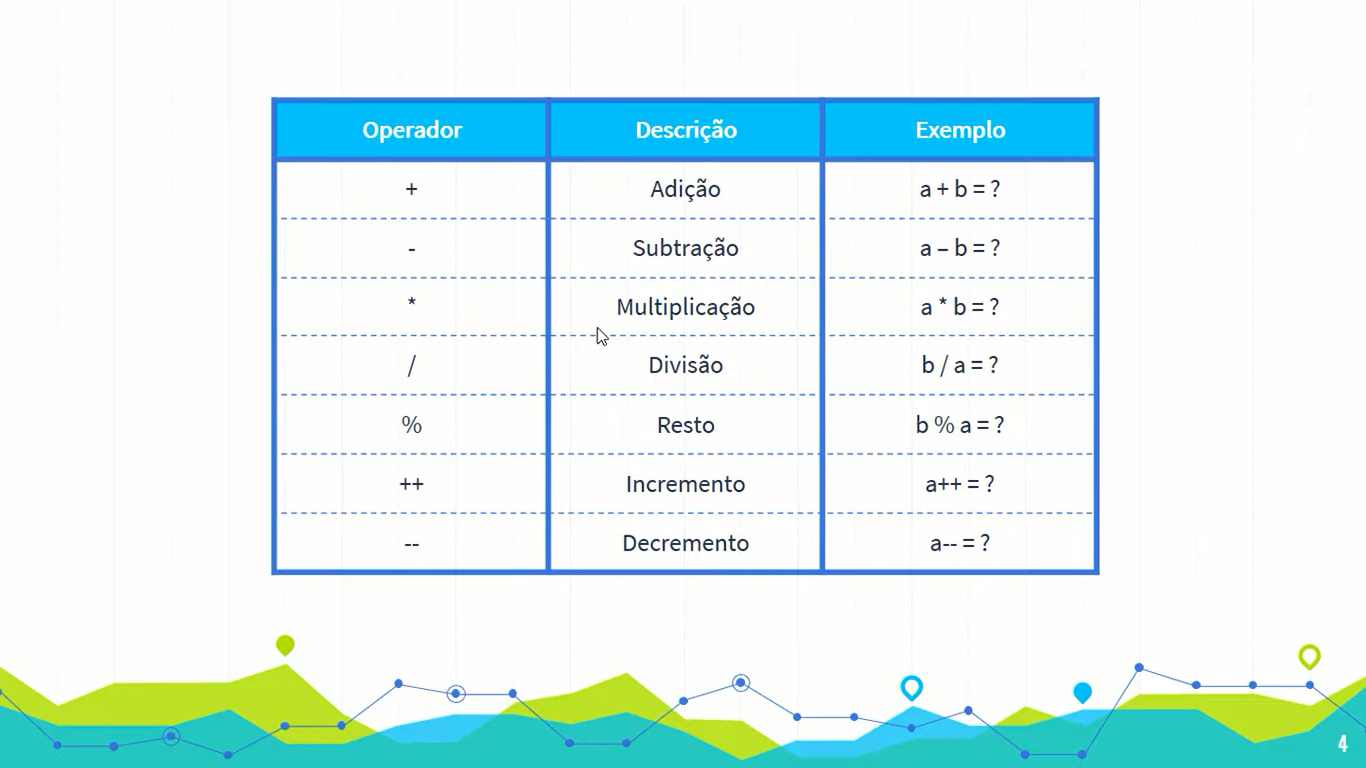 Operador Descrição Exemplo
+ Adição a + b = ?
- Subtração a – b = ?
* Multiplicação a * b = ?
/ Divisão b / a = ?
% Resto b % a = ?
++ Incremento a++ = ?
-- Decremento a-- = ?
4